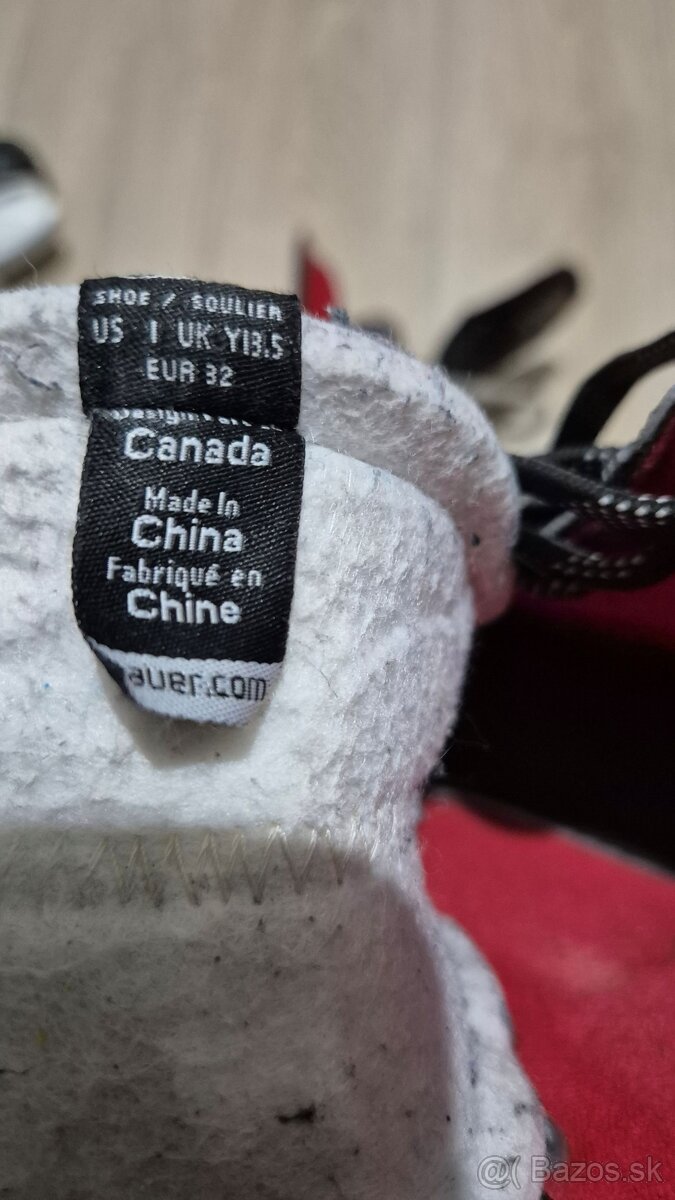 SHOE / SOULIER
US 1 UK Y13.5
EUR 32
Canada
Made In
China
Fabriqué en
Chine
auer.com
@( Bazos.sk